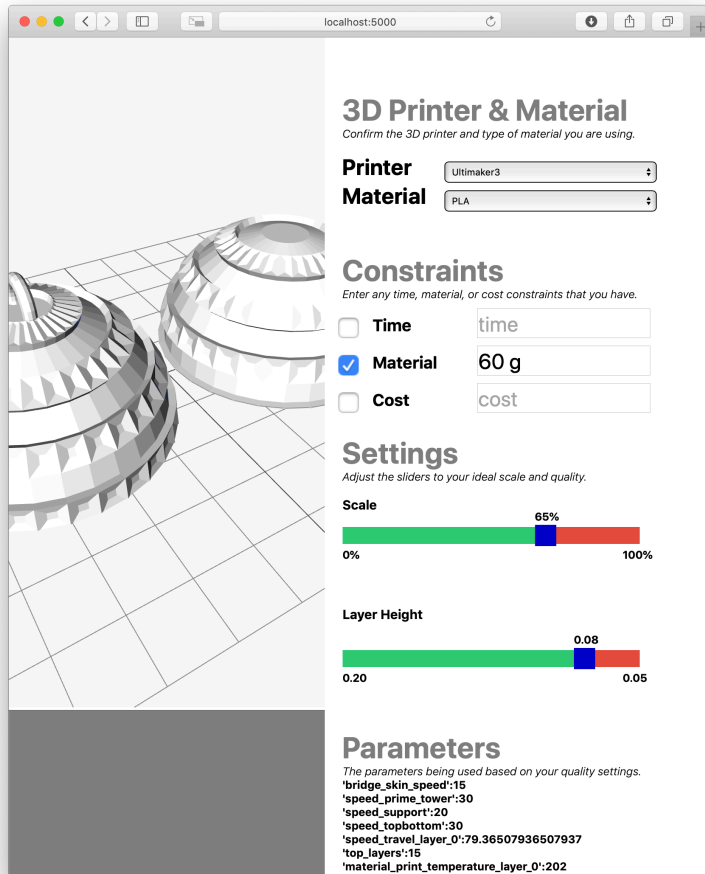 localhost:5000
3D Printer & Material
Confirm the 3D printer and type of material you are using.
Printer Ultimaker3
Material PLA
Constraints
Enter any time, material, or cost constraints that you have.
Time time
Material 60 g
Cost cost
Settings
Adjust the sliders to your ideal scale and quality.
Scale
65%
0% 100%
Layer Height
0.08
0.20 0.05
Parameters
The parameters being used based on your quality settings.
'bridge_skin_speed':15
'speed_prime_tower':30
'speed_support':20
'speed_topbottom':30
'speed_travel_layer_0':79.36507936507937
'top_layers':15
'material_print_temperature_layer_0':202